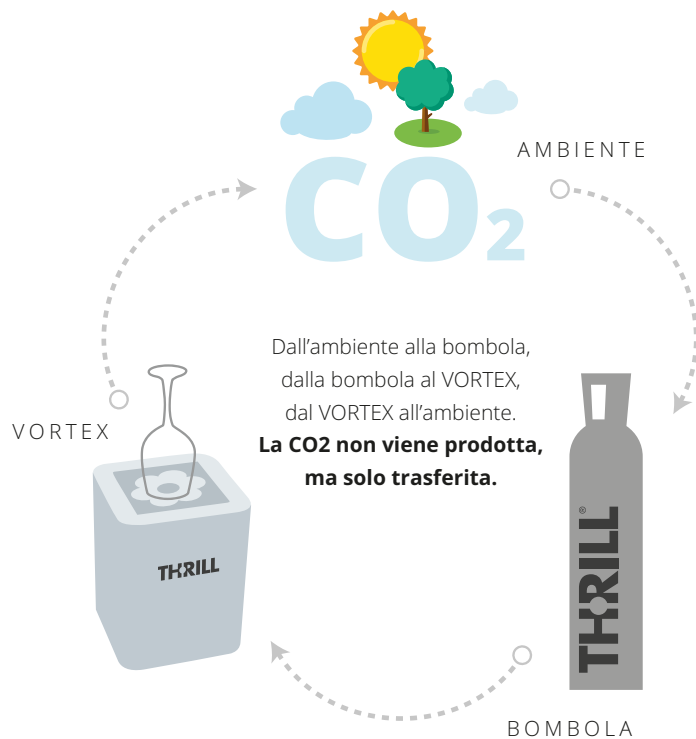 CO2
AMBIENTE
Dall’ambiente alla bombola,
dalla bombola al VORTEX,
dal VORTEX all’ambiente.
La CO2 non viene prodotta,
ma solo trasferita.
VORTEX
THRILL
THRILL®
BOMBOLA